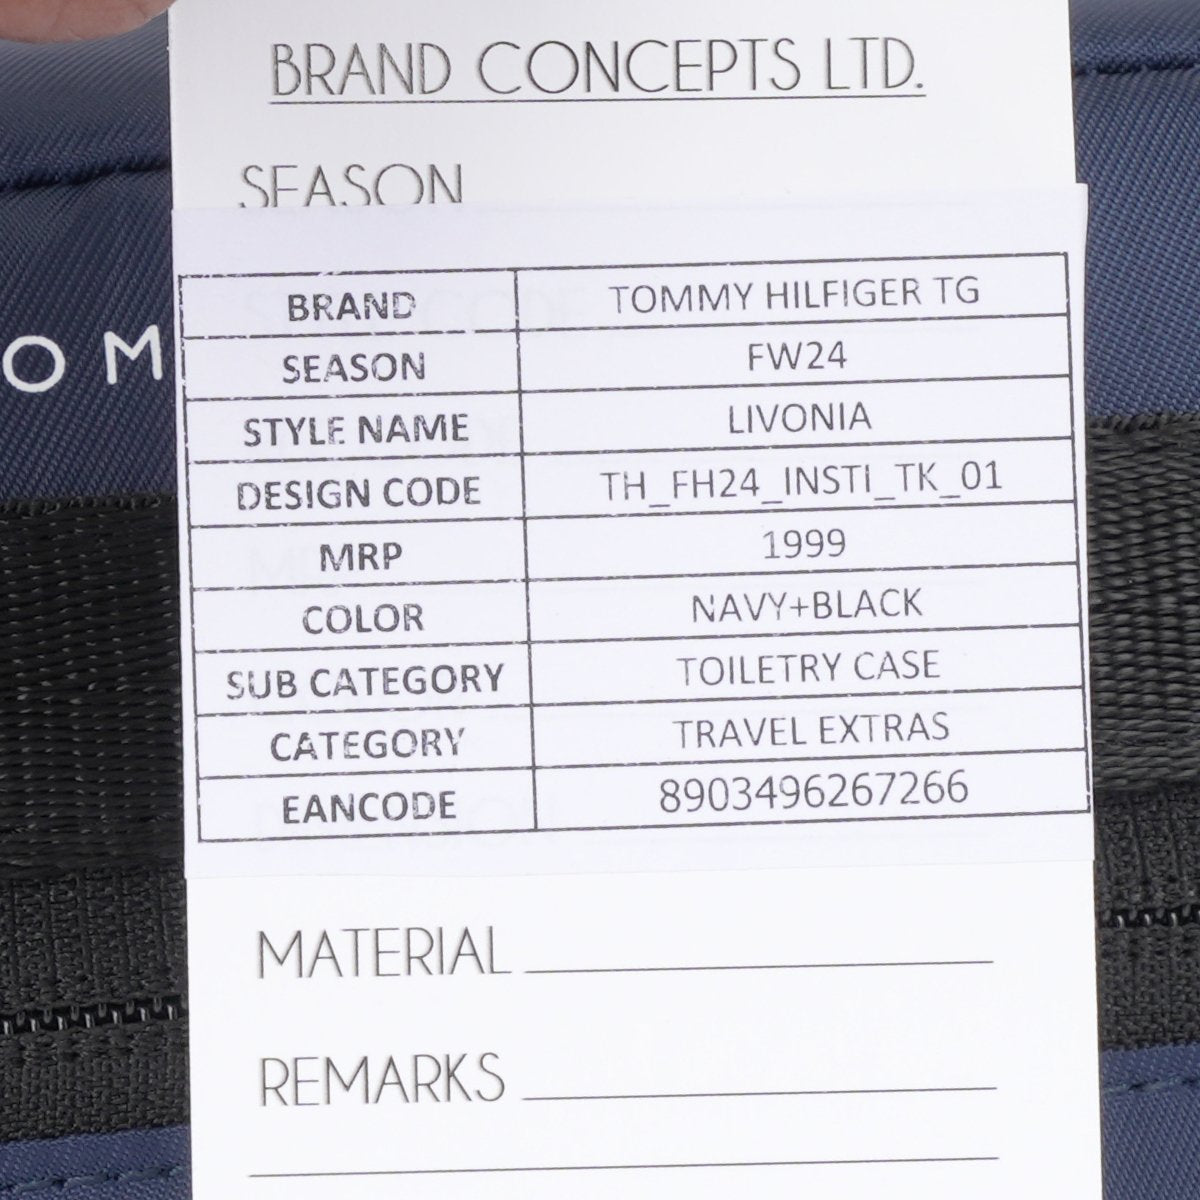 BRAND CONCEPTS LTD.
SEASON
BRAND TOMMY HILFIGER TG
SEASON FW24
STYLE NAME LIVONIA
DESIGN CODE TH_FH24_INSTI_TK_01
MRP 1999
COLOR NAVY+BLACK
SUB CATEGORY TOILETRY CASE
CATEGORY TRAVEL EXTRAS
EANCODE 8903496267266
OM
MATERIAL
REMARKS